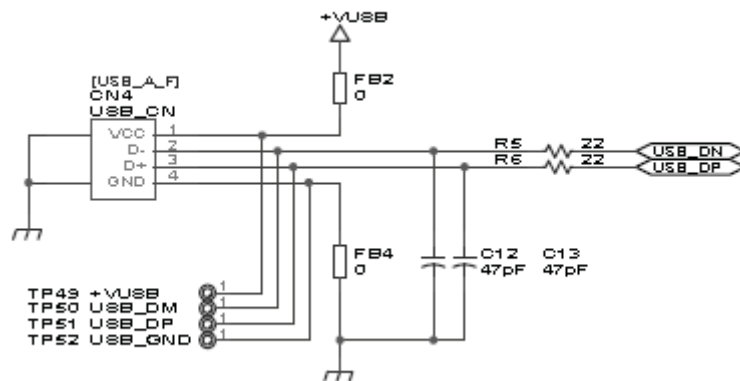 +VUSB
[USB_A_F]
CN4
USB_CN
FB2
0
VCC 1
D- 2
D+ 3
GND 4
R5 22 USB_DN
R6 22 USB_DP
FB4
0
C12 C13
47pF 47pF
TP49 +VUSB 1
TP50 USB_DM 1
TP51 USB_DP 1
TP52 USB_GND 1